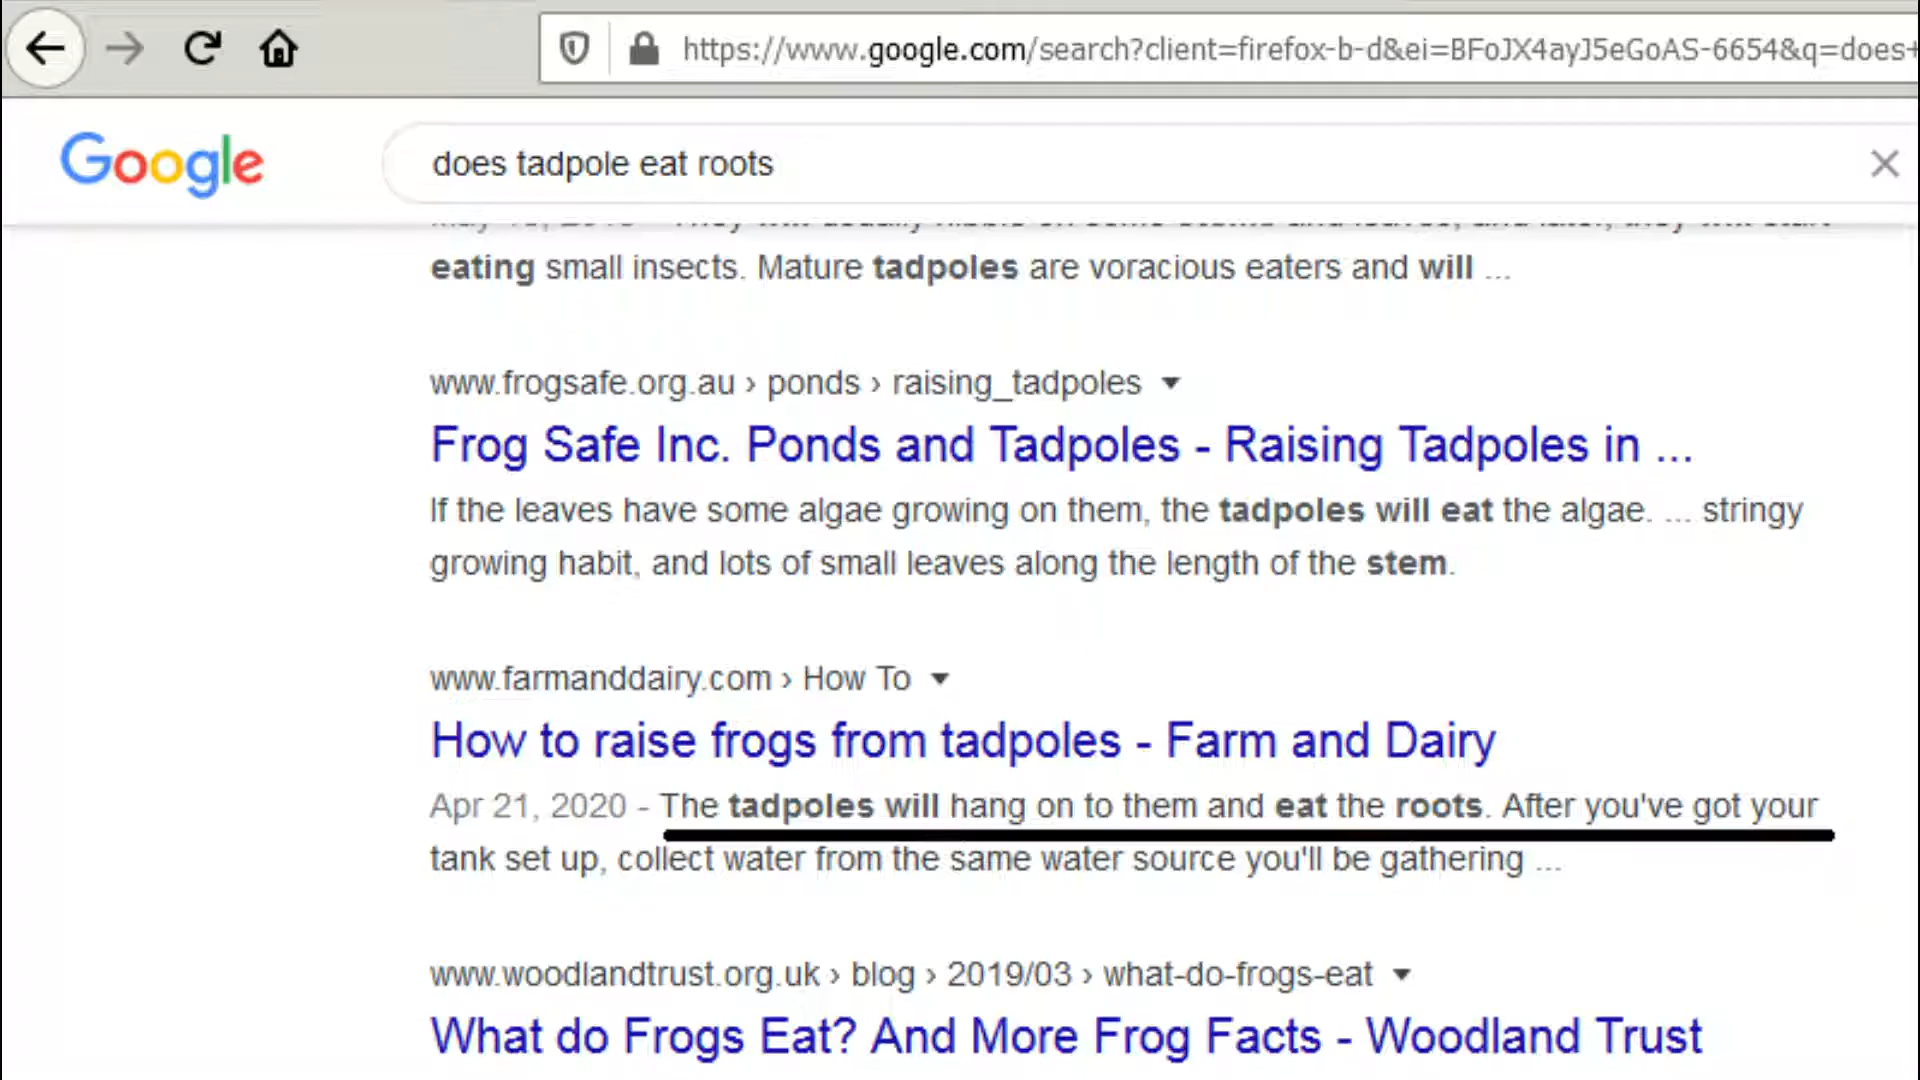 https://www.google.com/search?client=firefox-b-d&ei=BFoJX4ayJ5eGoAS-6654&q=does+
Google
does tadpole eat roots
eating small insects. Mature tadpoles are voracious eaters and will ...
www.frogsafe.org.au › ponds › raising_tadpoles
Frog Safe Inc. Ponds and Tadpoles - Raising Tadpoles in ...
If the leaves have some algae growing on them, the tadpoles will eat the algae. ... stringy
growing habit, and lots of small leaves along the length of the stem.
www.farmanddairy.com › How To
How to raise frogs from tadpoles - Farm and Dairy
Apr 21, 2020 - The tadpoles will hang on to them and eat the roots. After you've got your
tank set up, collect water from the same water source you'll be gathering ...
www.woodlandtrust.org.uk › blog › 2019/03 › what-do-frogs-eat
What do Frogs Eat? And More Frog Facts - Woodland Trust